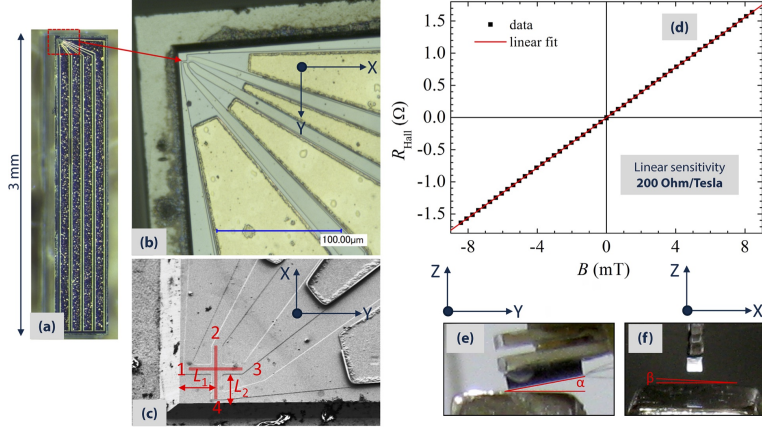 3 mm
(a)
(b)
X
Y
100.00μm
(c)
X
Y
1
2
3
4
L1
L2
(d)
data
linear fit
1.5
1.0
0.5
0.0
-0.5
-1.0
-1.5
RHall (Ω)
Linear sensitivity
200 Ohm/Tesla
-8
-4
0
4
8
B (mT)
Z
Y
Z
X
(e)
α
(f)
β